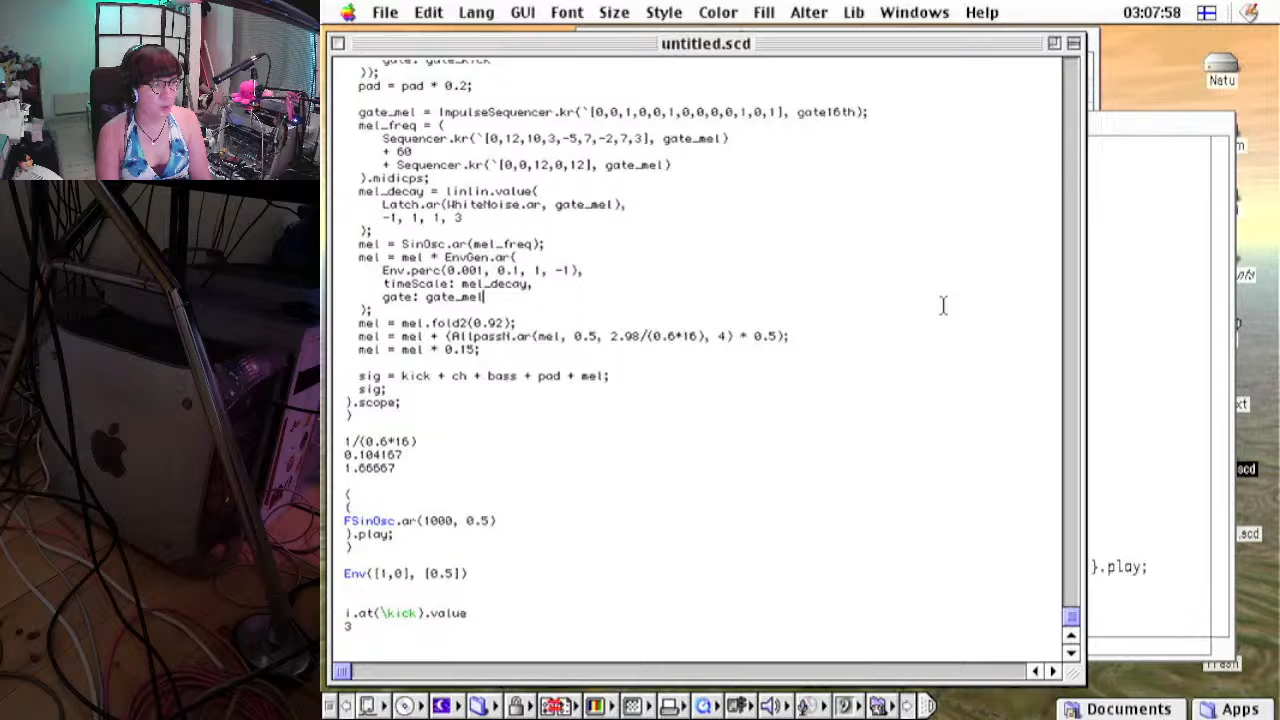 File Edit Lang GUI Font Size Style Color Fill Alter Lib Windows Help 03:07:58
untitled.scd
gate: gate_kick
));
pad = pad * 0.2;
gate_mel = ImpulseSequencer.kr(`[0,0,1,0,0,1,0,0,0,0,1,0,1], gate16th);
mel_freq = (
Sequencer.kr(`[0,12,10,3,-5,7,-2,7,3], gate_mel)
+ 60
+ Sequencer.kr(`[0,0,12,0,12], gate_mel)
).midicps;
mel_decay = linlin.value(
Latch.ar(WhiteNoise.ar, gate_mel),
-1, 1, 1, 3
);
mel = SinOsc.ar(mel_freq);
mel = mel * EnvGen.ar(
Env.perc(0.001, 0.1, 1, -1),
timeScale: mel_decay,
gate: gate_mel
);
mel = mel.fold2(0.92);
mel = mel + (AllpassN.ar(mel, 0.5, 2.98/(0.6*16), 4) * 0.5);
mel = mel * 0.15;
sig = kick + ch + bass + pad + mel;
sig;
}.scope;
)
1/(0.6*16)
0.104167
1.66667
(
{
FSinOsc.ar(1000, 0.5)
}.play;
)
Env([1,0], [0.5])
i.at(\kick).value
3
Natu
xt
scd
.scd
}.play;
Documents
Apps